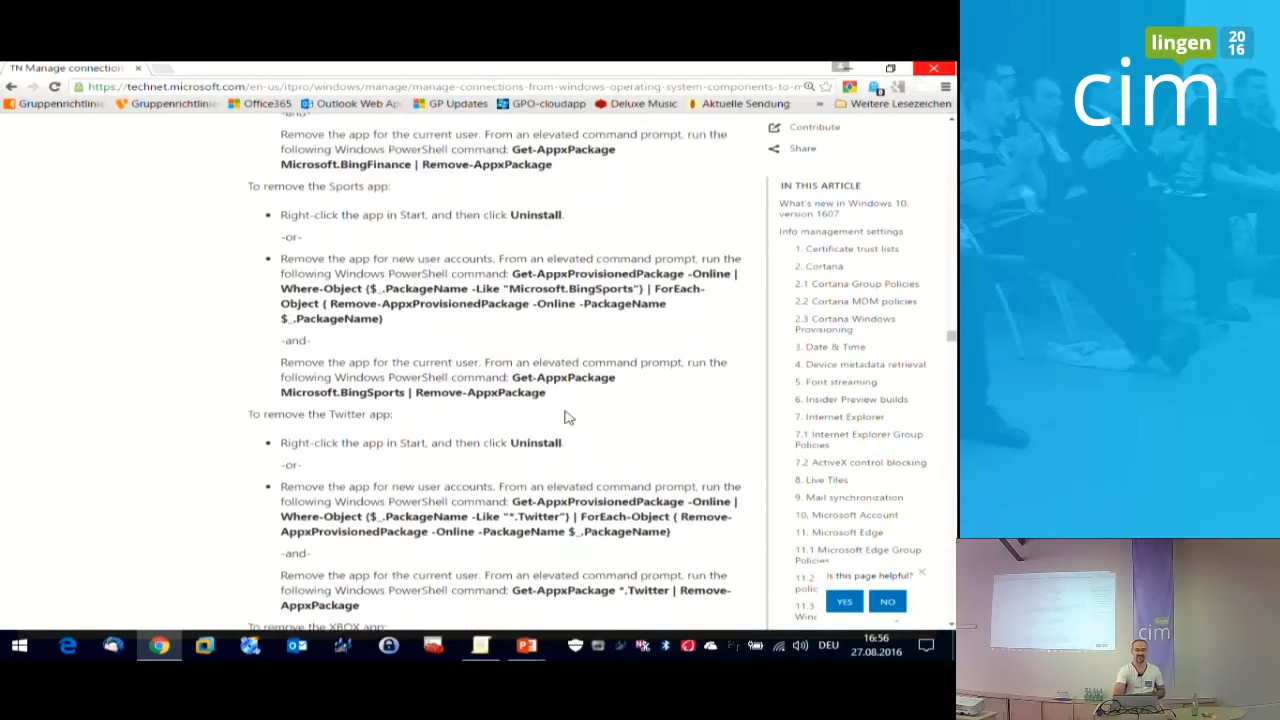 TN Manage connection
https://technet.microsoft.com/en-us/itpro/windows/manage/manage-connections-from-windows-operating-system-components-to-m
Gruppenrichtlinie
Gruppenrichtlinie
Office365
Outlook Web Ap
GP Updates
GPO-cloudapp
Deluxe Music
Aktuelle Sendung
»
Weitere Lesezeichen
-and-
Remove the app for the current user. From an elevated command prompt, run the
following Windows PowerShell command: Get-AppxPackage
Microsoft.BingFinance | Remove-AppxPackage
To remove the Sports app:
• Right-click the app in Start, and then click Uninstall.
-or-
• Remove the app for new user accounts. From an elevated command prompt, run the
following Windows PowerShell command: Get-AppxProvisionedPackage -Online |
Where-Object {$_.PackageName -Like "Microsoft.BingSports"} | ForEach-
Object { Remove-AppxProvisionedPackage -Online -PackageName
$_.PackageName}
-and-
Remove the app for the current user. From an elevated command prompt, run the
following Windows PowerShell command: Get-AppxPackage
Microsoft.BingSports | Remove-AppxPackage
To remove the Twitter app:
• Right-click the app in Start, and then click Uninstall.
-or-
• Remove the app for new user accounts. From an elevated command prompt, run the
following Windows PowerShell command: Get-AppxProvisionedPackage -Online |
Where-Object {$_.PackageName -Like "*.Twitter"} | ForEach-Object { Remove-
AppxProvisionedPackage -Online -PackageName $_.PackageName}
-and-
Remove the app for the current user. From an elevated command prompt, run the
following Windows PowerShell command: Get-AppxPackage *.Twitter | Remove-
AppxPackage
To remove the XBOX app:
Contribute
Share
IN THIS ARTICLE
What's new in Windows 10,
version 1607
Info management settings
1. Certificate trust lists
2. Cortana
2.1 Cortana Group Policies
2.2 Cortana MDM policies
2.3 Cortana Windows
Provisioning
3. Date & Time
4. Device metadata retrieval
5. Font streaming
6. Insider Preview builds
7. Internet Explorer
7.1 Internet Explorer Group
Policies
7.2 ActiveX control blocking
8. Live Tiles
9. Mail synchronization
10. Microsoft Account
11. Microsoft Edge
11.1 Microsoft Edge Group
Policies
11.2
polic
11.3
Winc
Is this page helpful?
YES
NO
DEU
16:56
27.08.2016
lingen
20
16
cim
cim